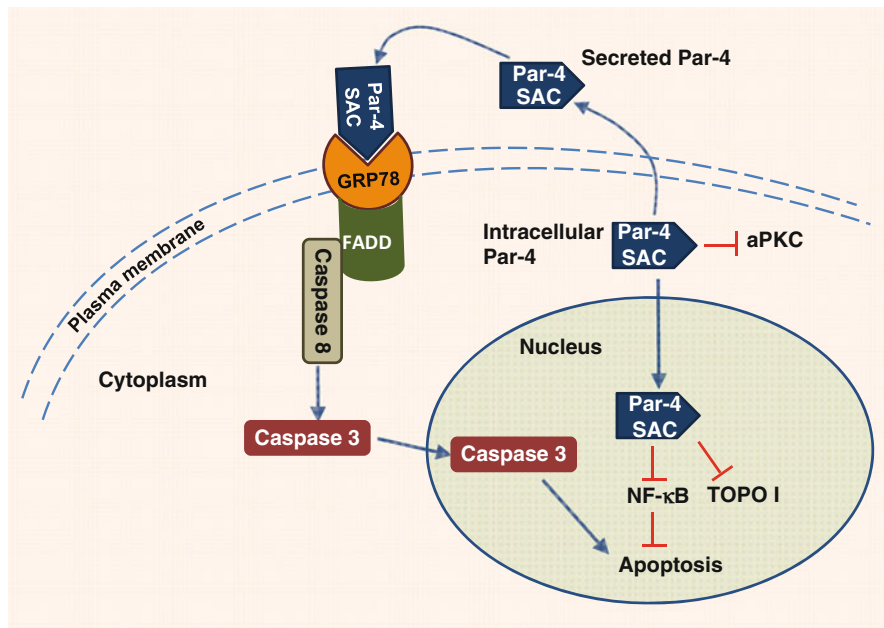 Secreted Par-4
Par-4
SAC
Par-4
SAC
GRP78
FADD
Caspase 8
Plasma membrane
Intracellular
Par-4
Par-4
SAC
aPKC
Cytoplasm
Nucleus
Par-4
SAC
Caspase 3
Caspase 3
NF-κB
TOPO I
Apoptosis